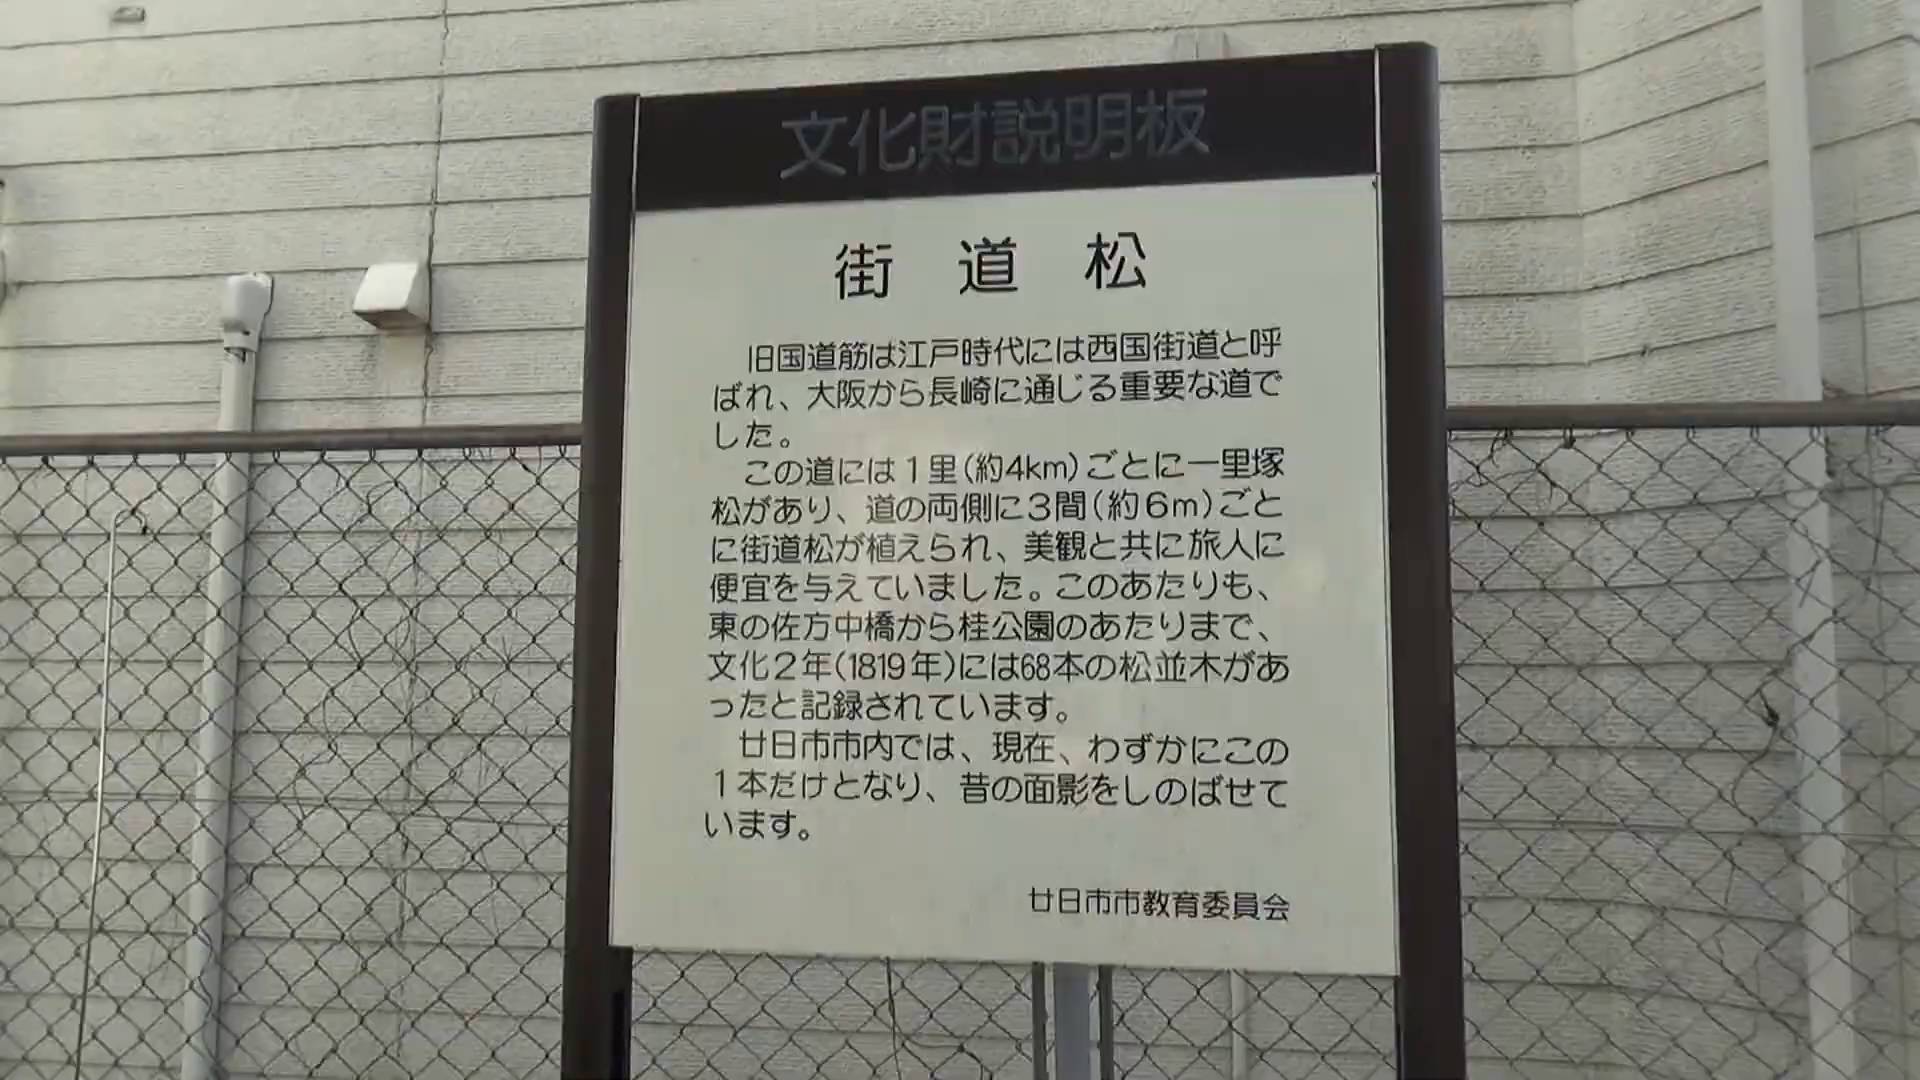 文化財説明板
街道松
旧国道筋は江戸時代には西国街道と呼
ばれ、大阪から長崎に通じる重要な道で
した。
この道には1里(約4km)ごとに一里塚
松があり、道の両側に3間(約6m)ごと
に街道松が植えられ、美観と共に旅人に
便宜を与えていました。このあたりも、
東の佐方中橋から桂公園のあたりまで、
文化2年(1819年)には68本の松並木があ
ったと記録されています。
廿日市市内では、現在、わずかにこの
1本だけとなり、昔の面影をしのばせて
います。
廿日市市教育委員会